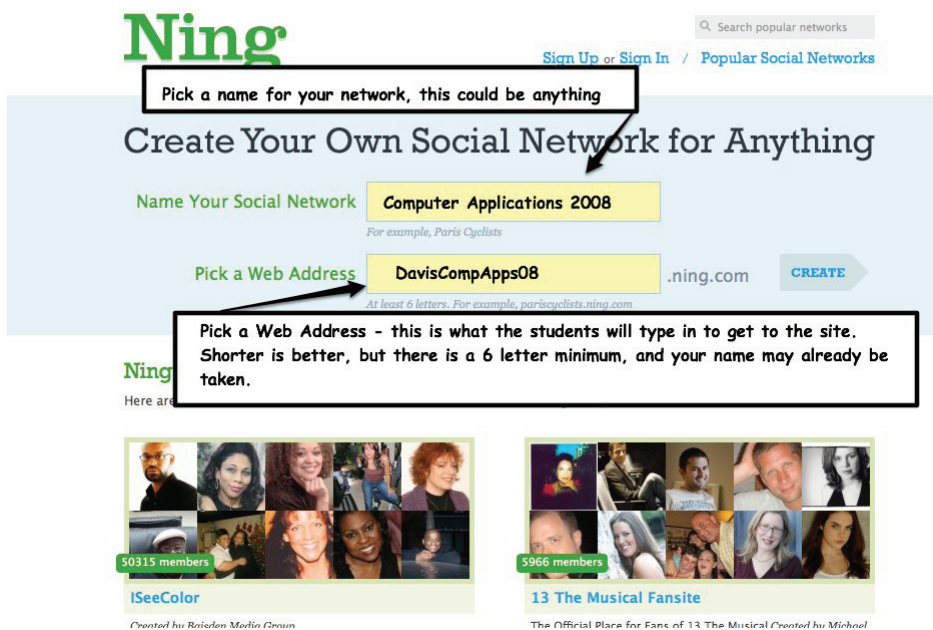 Ning
Search popular networks
Sign Up or Sign In / Popular Social Networks
Pick a name for your network, this could be anything
Create Your Own Social Network for Anything
Name Your Social Network
Computer Applications 2008
For example, Paris Cyclists
Pick a Web Address
DavisCompApps08
.ning.com
CREATE
At least 6 letters. For example, pariscyclists.ning.com
Pick a Web Address - this is what the students will type in to get to the site.
Shorter is better, but there is a 6 letter minimum, and your name may already be
taken.
Ning
Here are
50315 members
5966 members
ISeeColor
13 The Musical Fansite
Created by Baisden Media Group
The Official Place for Fans of 13 The Musical Created by Michael